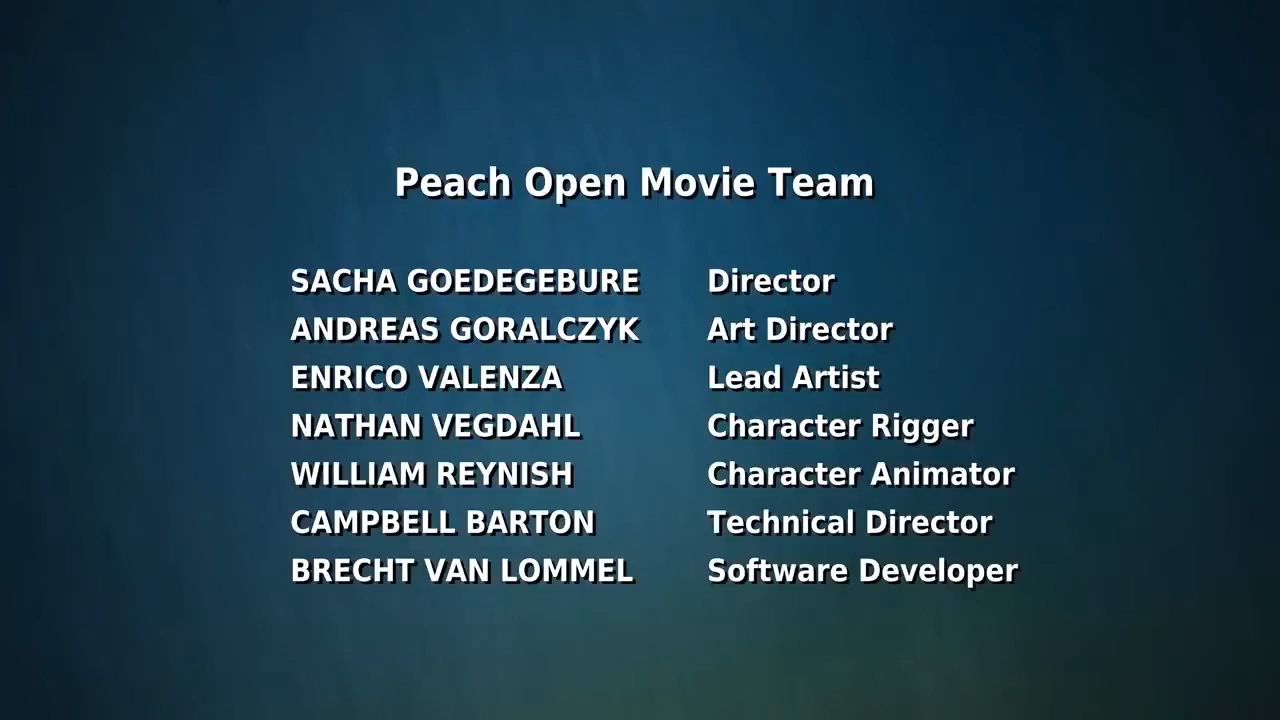 Peach Open Movie Team
SACHA GOEDEGEBURE Director
ANDREAS GORALCZYK Art Director
ENRICO VALENZA Lead Artist
NATHAN VEGDAHL Character Rigger
WILLIAM REYNISH Character Animator
CAMPBELL BARTON Technical Director
BRECHT VAN LOMMEL Software Developer